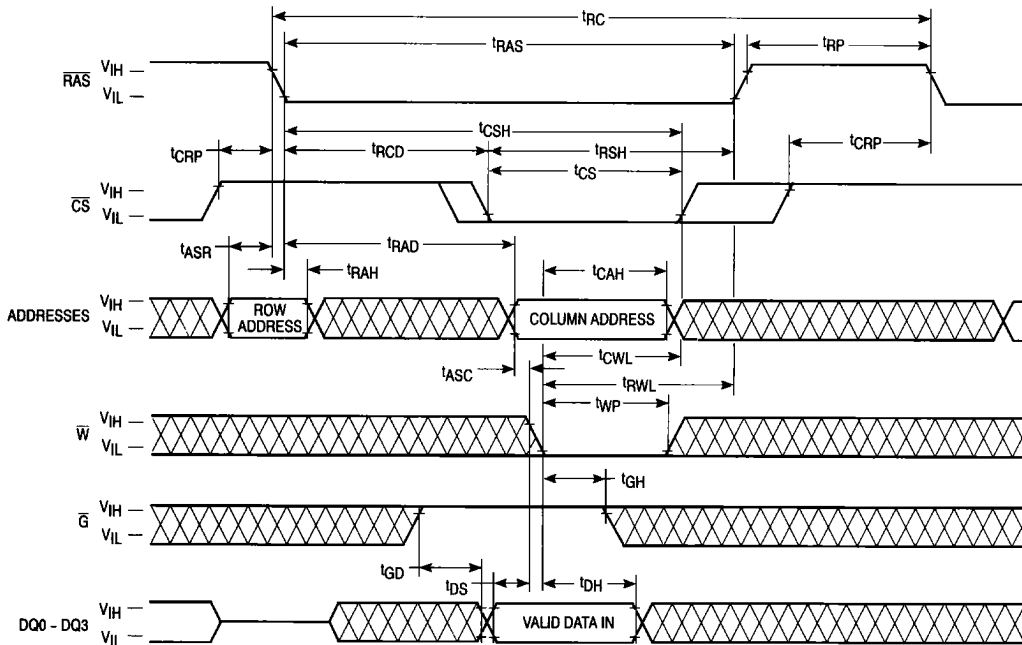 tRC
tRAS
tRP
RAS VIH
VIL
tCSH
tCRP
tRCD
tRSH
tCRP
tCS
CS VIH
VIL
tASR
tRAD
tRAH
tCAH
ADDRESSES VIH
VIL
ROW ADDRESS
COLUMN ADDRESS
tCWL
tASC
tRWL
tWP
W VIH
VIL
tGH
G VIH
VIL
tGD
tDS
tDH
DQ0 - DQ3 VIH
VIL
VALID DATA IN